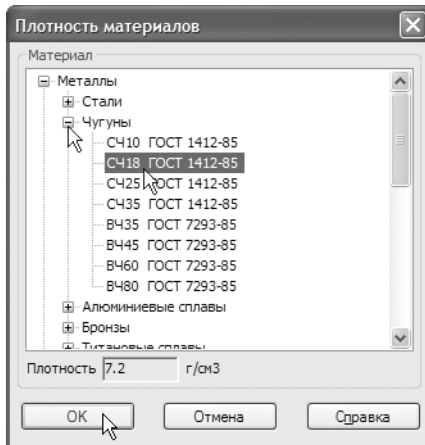 Плотность материалов
Материал
Металлы
Стали
Чугуны
СЧ10 ГОСТ 1412-85
СЧ18 ГОСТ 1412-85
СЧ25 ГОСТ 1412-85
СЧ35 ГОСТ 1412-85
ВЧ35 ГОСТ 7293-85
ВЧ45 ГОСТ 7293-85
ВЧ60 ГОСТ 7293-85
ВЧ80 ГОСТ 7293-85
Алюминиевые сплавы
Бронзы
Титановые сплавы
Плотность 7.2 г/см3
OK Отмена Справка